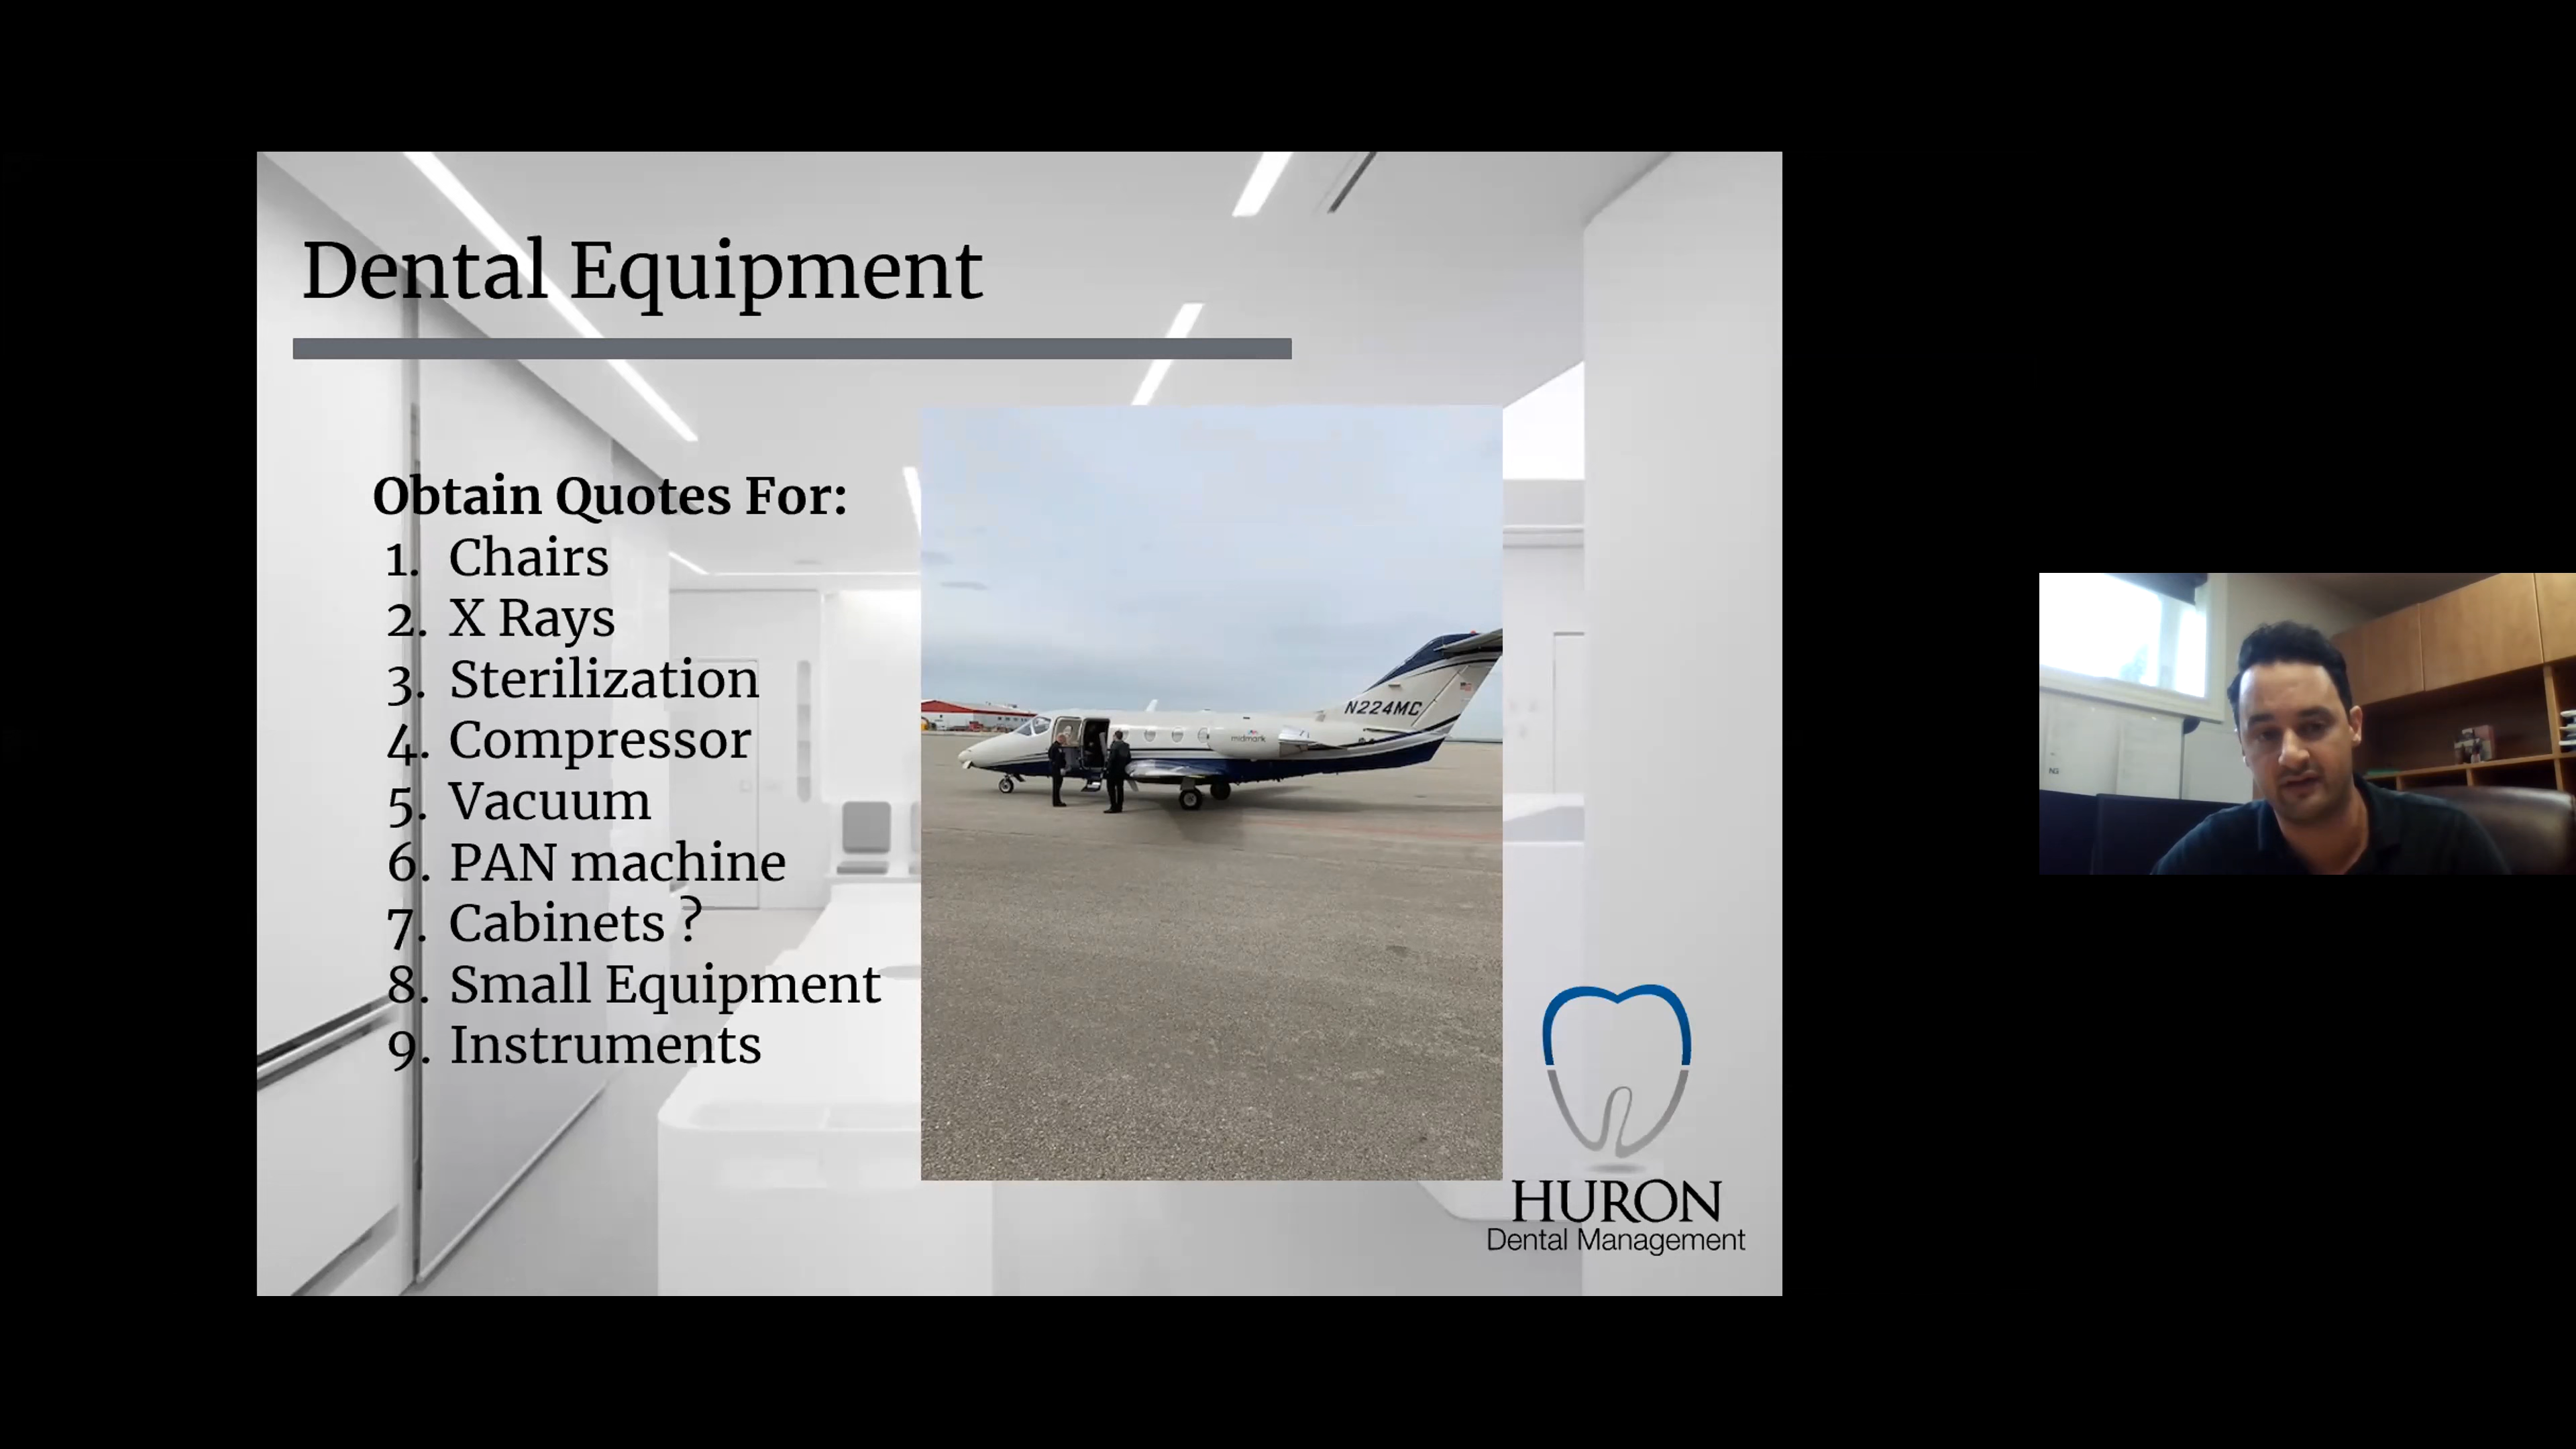 Dental Equipment
Obtain Quotes For:
1. Chairs
2. X Rays
3. Sterilization
4. Compressor
5. Vacuum
6. PAN machine
7. Cabinets ?
8. Small Equipment
9. Instruments
N224MC
midmark
HURON
Dental Management